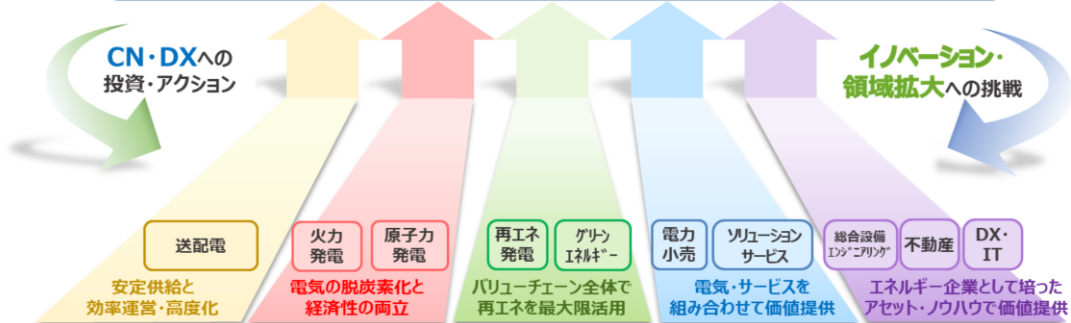 CN・DXへの
投資・アクション
イノベーション・
領域拡大への挑戦
送配電
安定供給と
効率運営・高度化
火力
発電
原子力
発電
電気の脱炭素化と
経済性の両立
再エネ
発電
グリーン
エネルギー
バリューチェーン全体で
再エネを最大限活用
電力
小売
ソリューション
サービス
電気・サービスを
組み合わせて価値提供
総合設備
エンジニアリング
不動産
DX・
IT
エネルギー企業として培った
アセット・ノウハウで価値提供